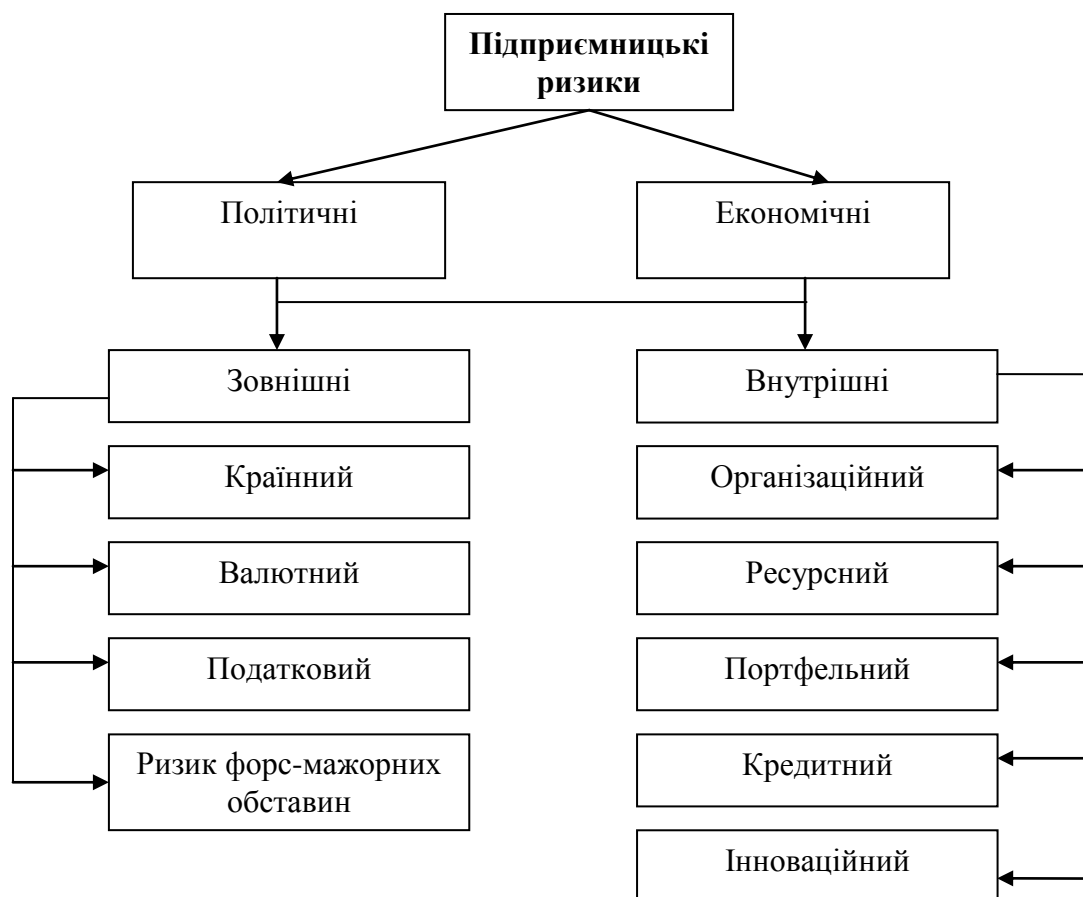 Підприємницькі
ризики
Політичні
Економічні
Зовнішні
Внутрішні
Країнний
Організаційний
Валютний
Ресурсний
Податковий
Портфельний
Ризик форс-мажорних
обставин
Кредитний
Інноваційний